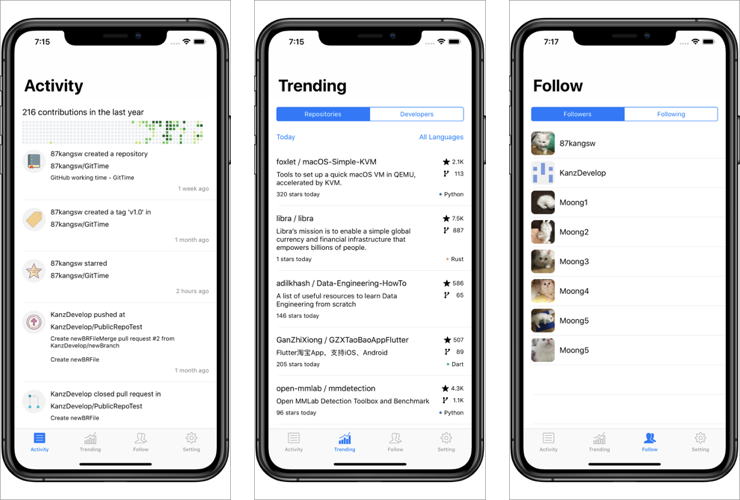 7:15
Activity
216 contributions in the last year
87kangsw created a repository
87kangsw/GitTime
GitHub working time - GitTime
1 week ago
87kangsw created a tag 'v1.0' in
87kangsw/GitTime
1 month ago
87kangsw starred
87kangsw/GitTime
2 hours ago
KanzDevelop pushed at
KanzDevelop/PublicRepoTest
Create newBRFileMerge pull request #2 from
KanzDevelop/newBranch
Create newBRFile
1 month ago
KanzDevelop closed pull request in
KanzDevelop/PublicRepoTest
Create newBRFile
Activity Trending Follow Setting
7:15
Trending
Repositories Developers
Today All Languages
foxlet / macOS-Simple-KVM 2.1K
Tools to set up a quick macOS VM in QEMU, 113
accelerated by KVM.
320 stars today Python
libra / libra 7.5K
Libra's mission is to enable a simple global 687
currency and financial infrastructure that
empowers billions of people.
1 stars today Rust
adilkhash / Data-Engineering-HowTo 586
A list of useful resources to learn Data 65
Engineering from scratch
146 stars today
GanZhiXiong / GZXTaoBaoAppFlutter 507
Flutter淘宝App，支持iOS、Android 89
205 stars today Dart
open-mmlab / mmdetection 4.3K
Open MMLab Detection Toolbox and Benchmark 1.1K
96 stars today Python
Activity Trending Follow Setting
7:17
Follow
Followers Following
87kangsw
KanzDevelop
Moong1
Moong2
Moong3
Moong4
Moong5
Moong5
Activity Trending Follow Setting